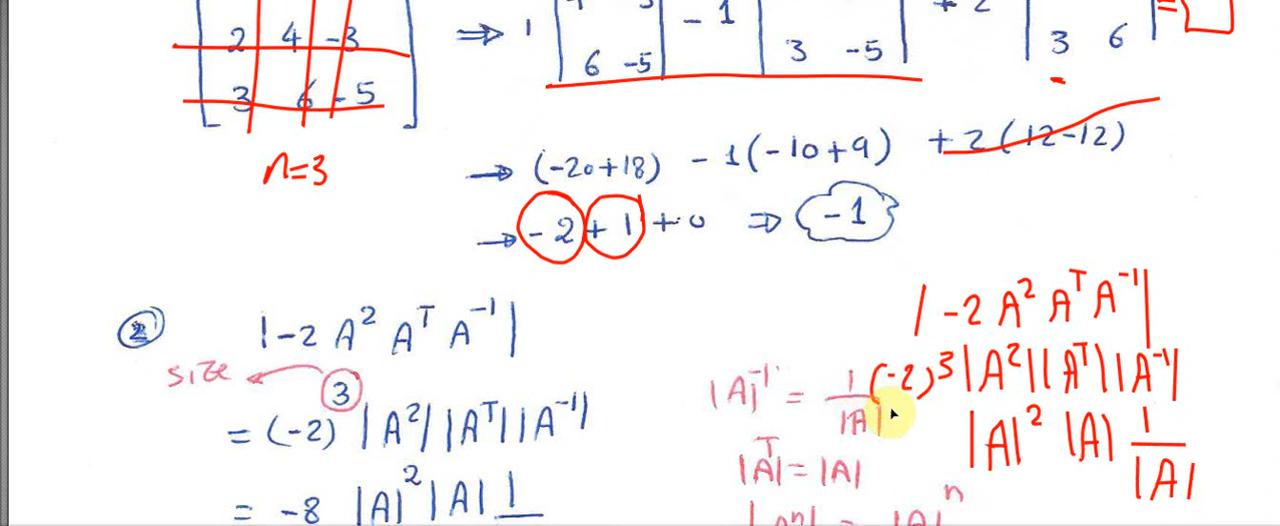 2 4 -3 ⇒ 1 | | - 1 | | + 2 | | =
6 -5 3 -5 3 6
3 6 -5
n=3
→ (-20+18) - 1(-10+9) + 2(12-12)
→ -2 + 1 + 0 ⇒ -1
② |-2 A² Aᵀ A⁻¹|
|-2 A² Aᵀ A⁻¹|
size ← 3
= (-2)³ |A²| |Aᵀ| |A⁻¹|
|A|⁻¹ = 1/|A|
(-2)³ |A²| |Aᵀ| |A⁻¹|
|A|ᵀ = |A|
|A|² |A| 1/|A|
= -8 |A|² |A| 1
|Aⁿ| = |A|ⁿ